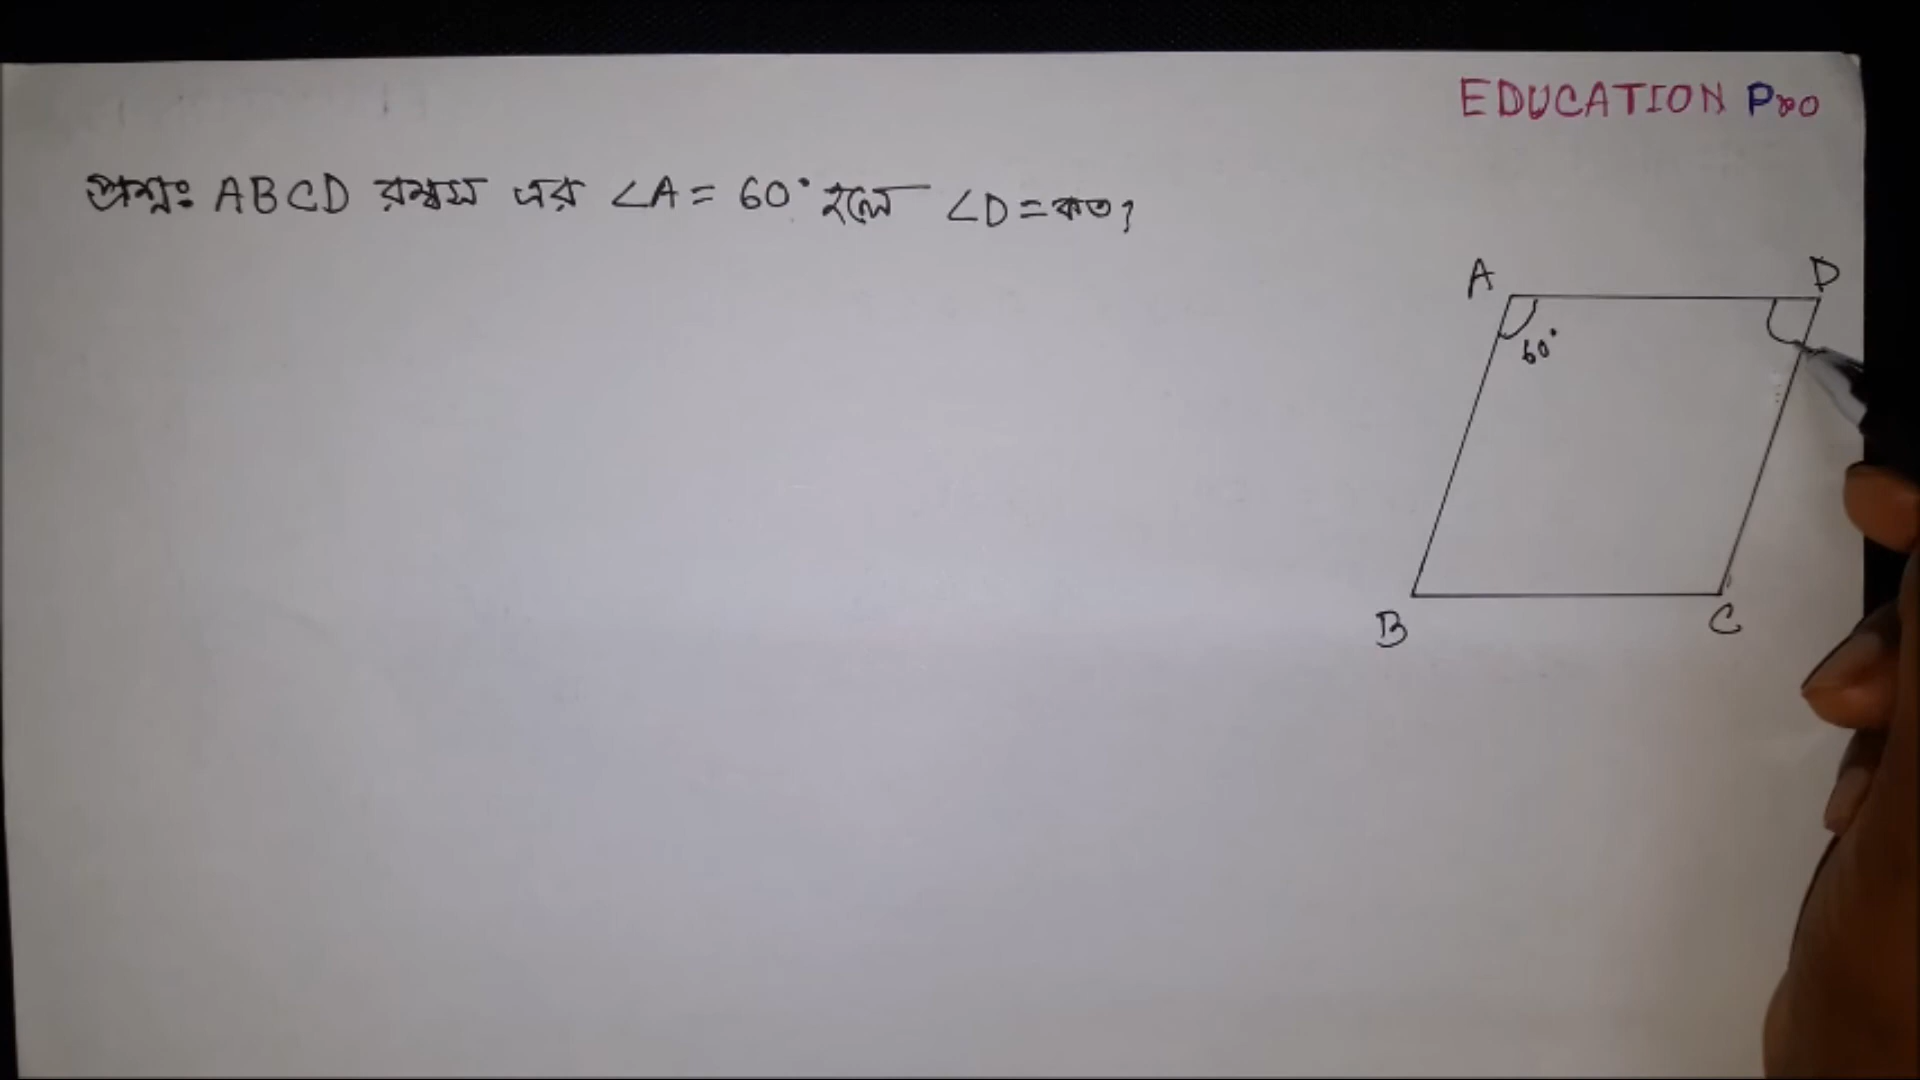 EDUCATION Pro
প্রশ্নঃ ABCD রম্বস এর ∠A = 60° হলে ∠D = কত?
A D
60°
B C